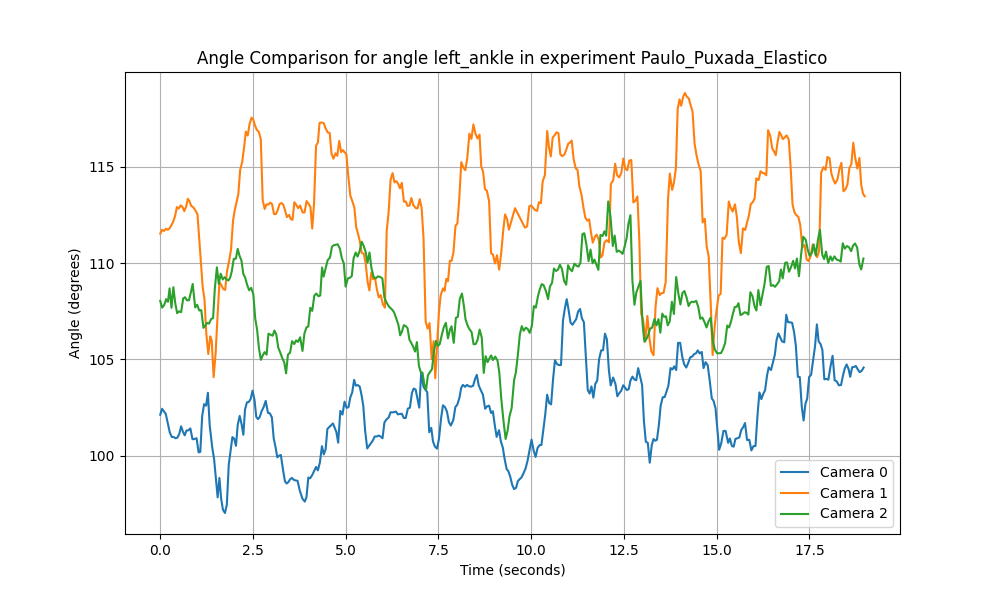 Angle Comparison for angle left_ankle in experiment Paulo_Puxada_Elastico
Angle (degrees)
115
110
105
100
0.0 2.5 5.0 7.5 10.0 12.5 15.0 17.5
Time (seconds)
Camera 0
Camera 1
Camera 2